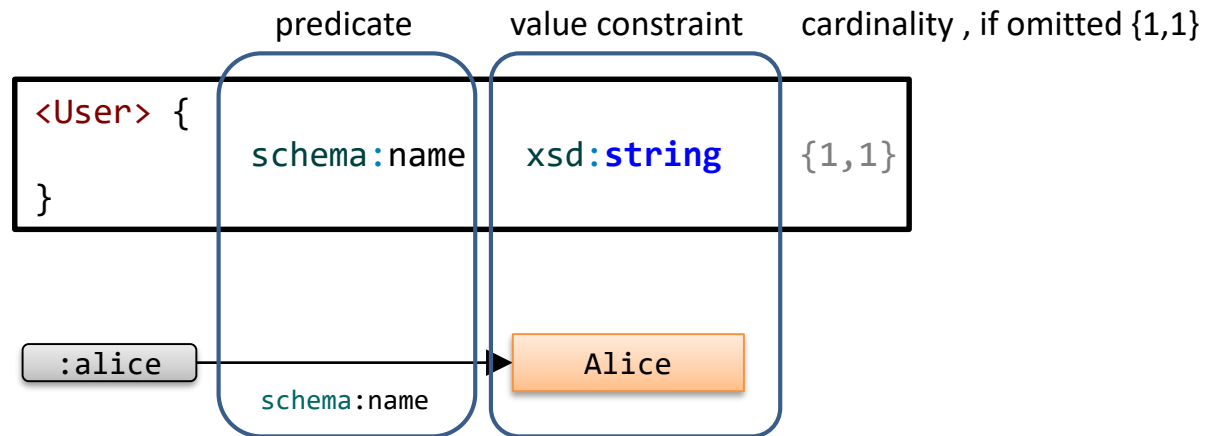 predicate value constraint cardinality , if omitted {1,1}
<User> {
schema:name xsd:string {1,1}
}
:alice Alice
schema:name